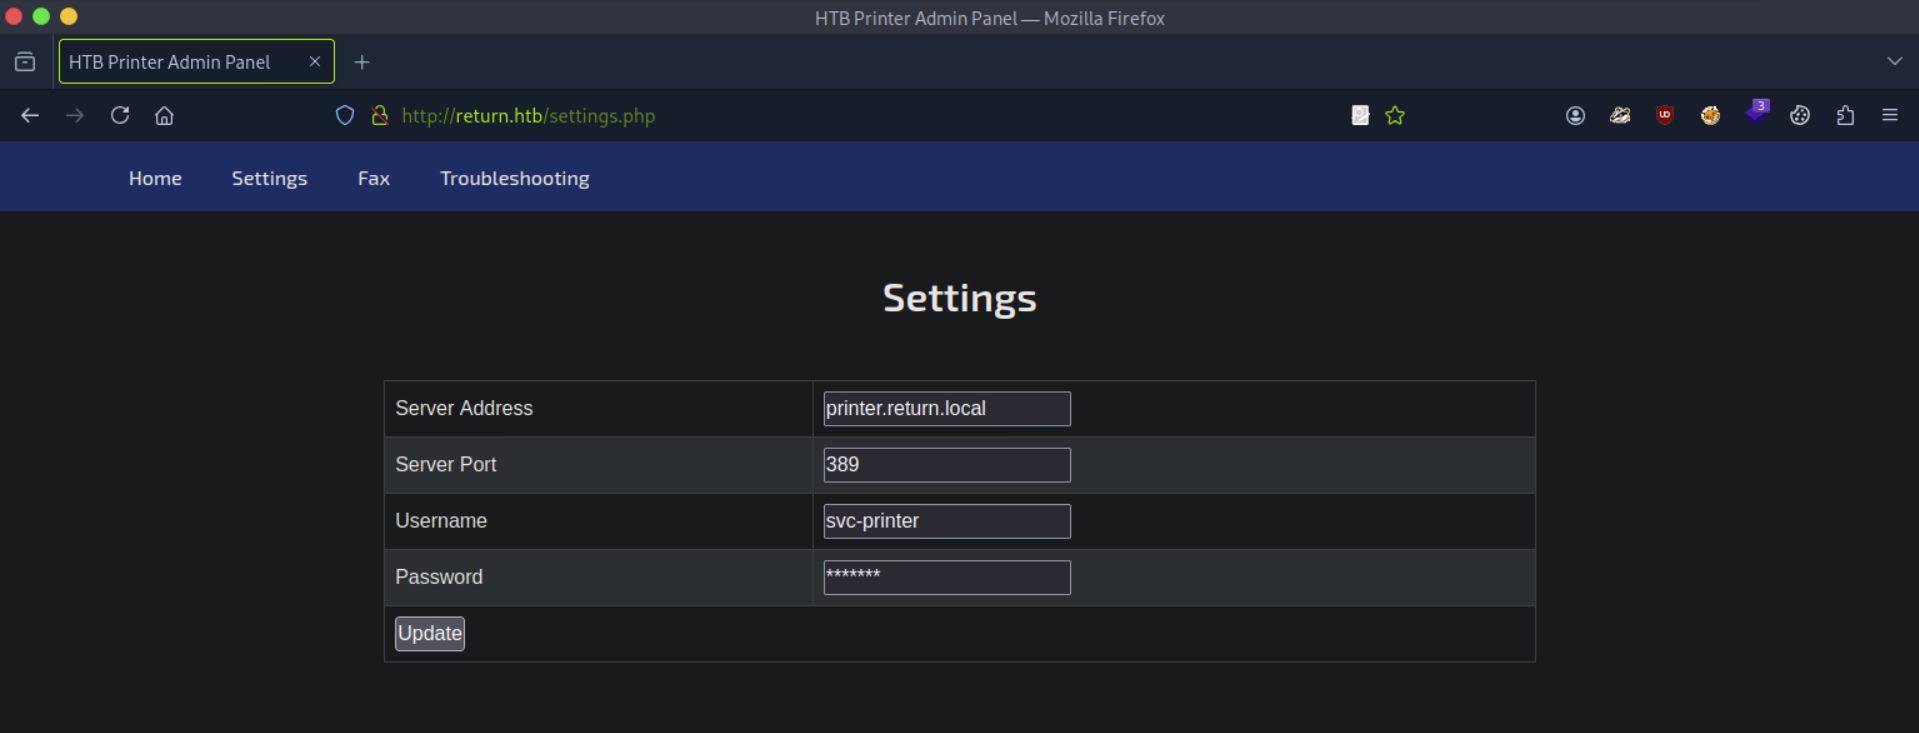 HTB Printer Admin Panel — Mozilla Firefox
HTB Printer Admin Panel
http://return.htb/settings.php
3
Home Settings Fax Troubleshooting
Settings
Server Address printer.return.local
Server Port 389
Username svc-printer
Password *******
Update